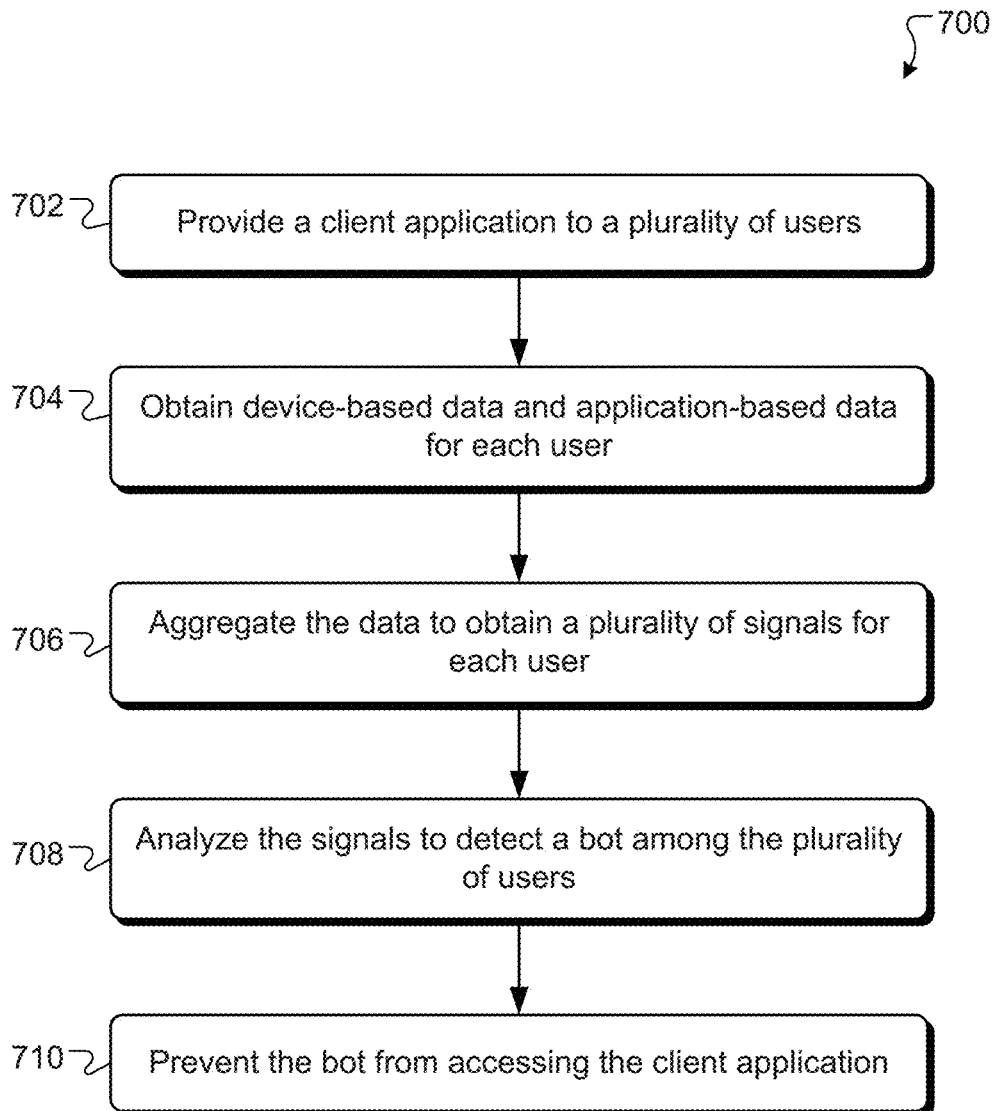 700
702
Provide a client application to a plurality of users
704
Obtain device-based data and application-based data
for each user
706
Aggregate the data to obtain a plurality of signals for
each user
708
Analyze the signals to detect a bot among the plurality
of users
710
Prevent the bot from accessing the client application